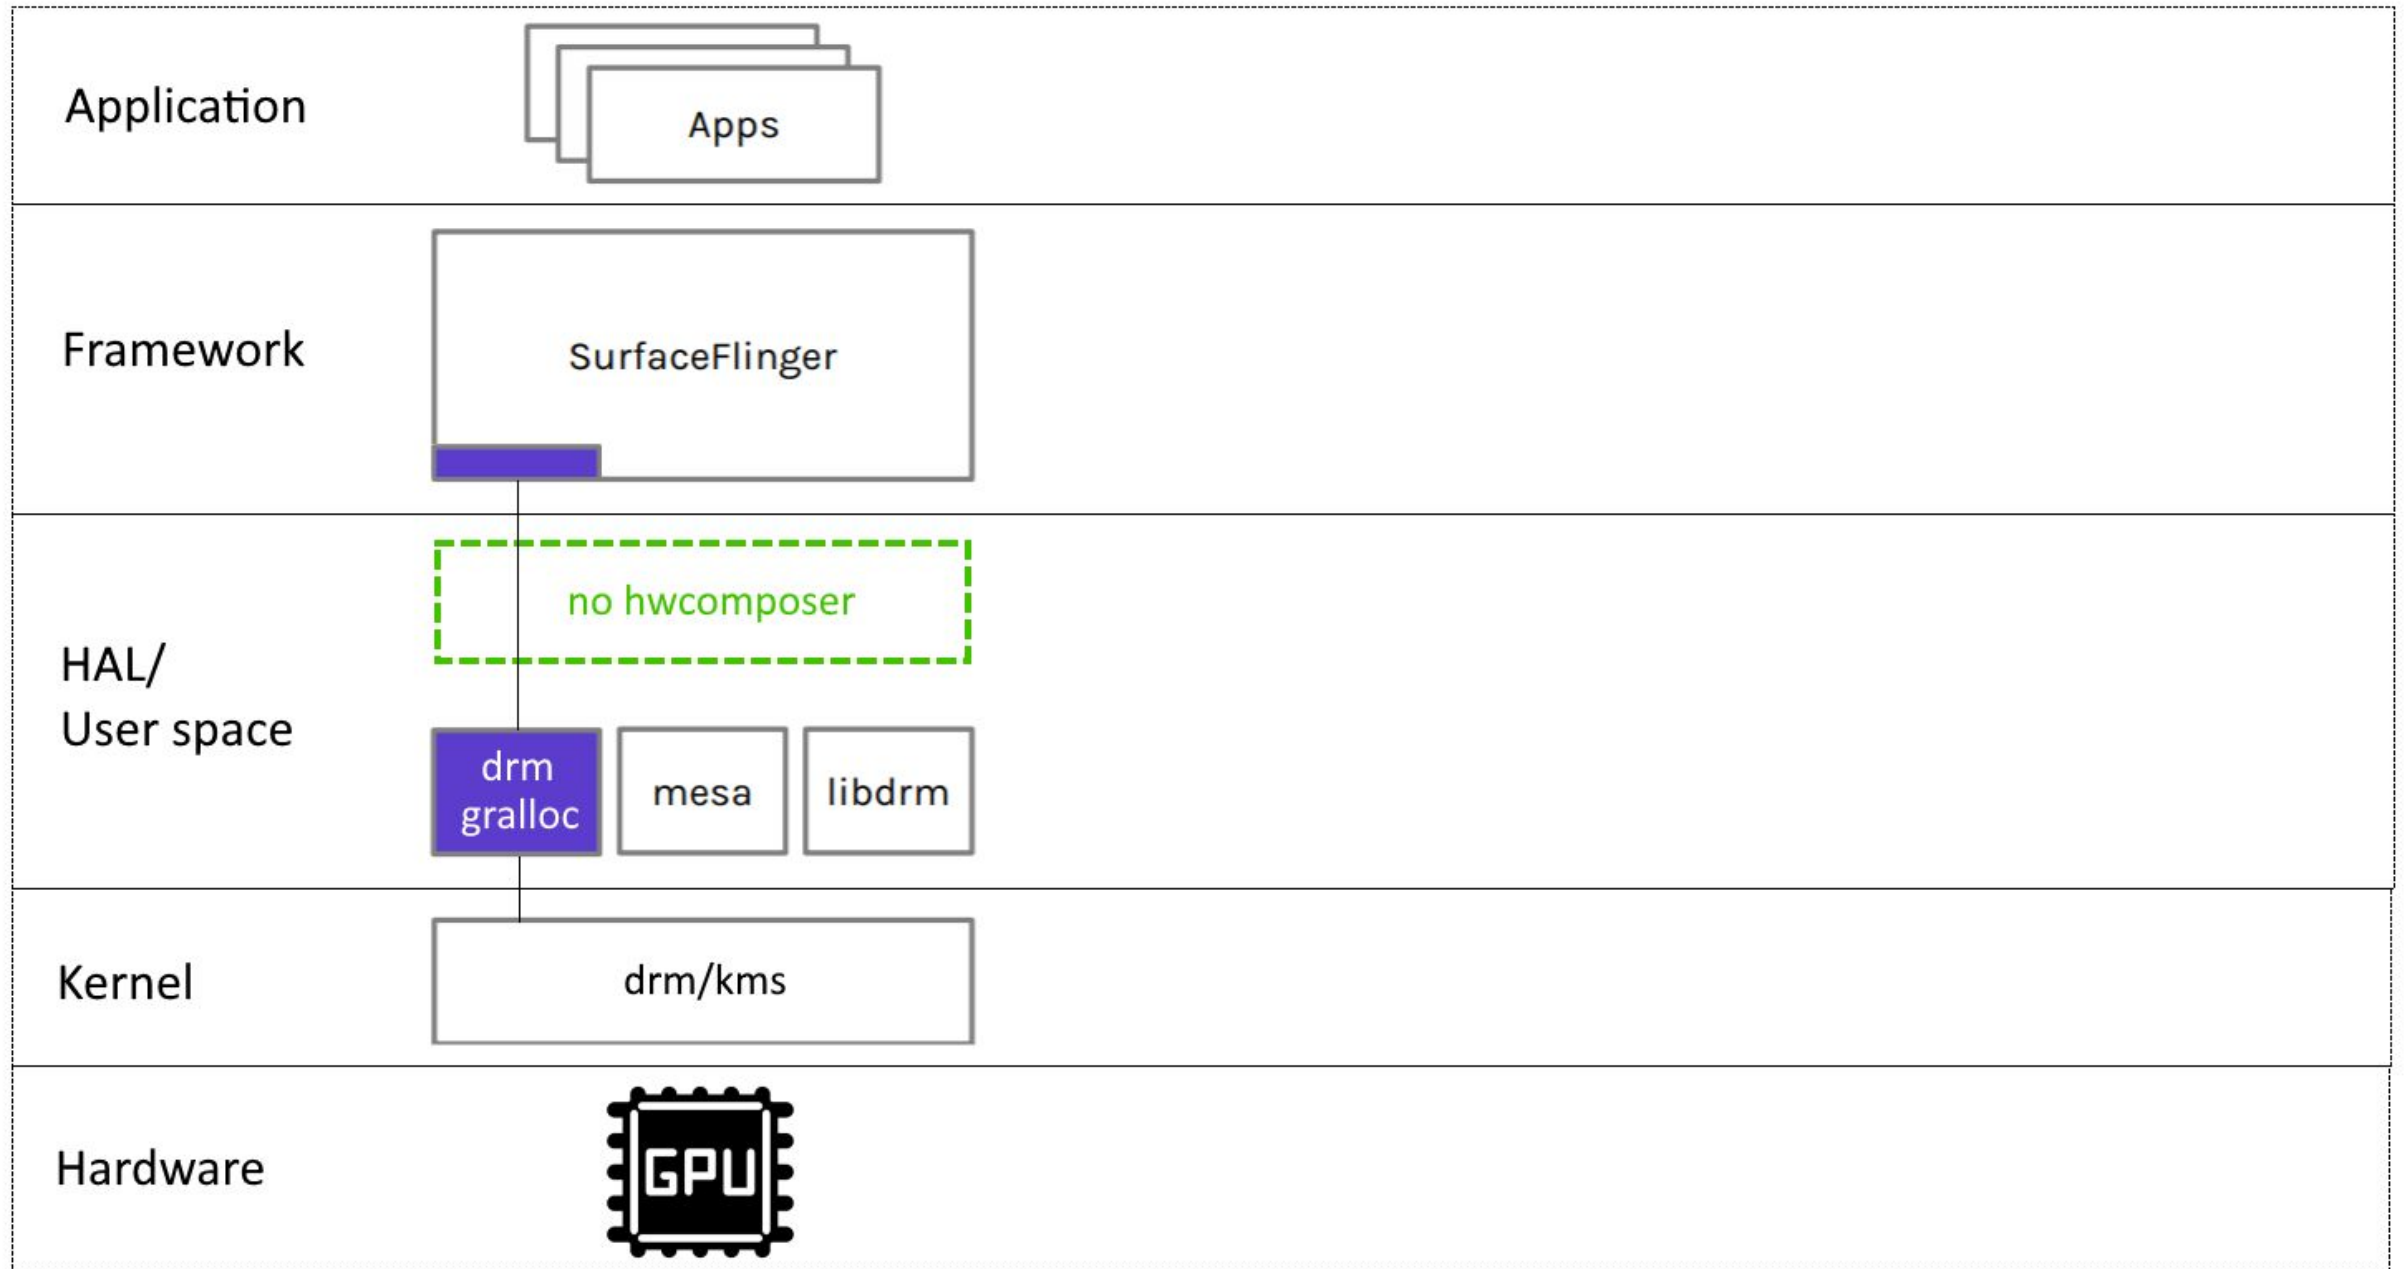 Application
Apps
Framework
SurfaceFlinger
HAL/
User space
no hwcomposer
drm
gralloc
mesa
libdrm
Kernel
drm/kms
Hardware
GPU